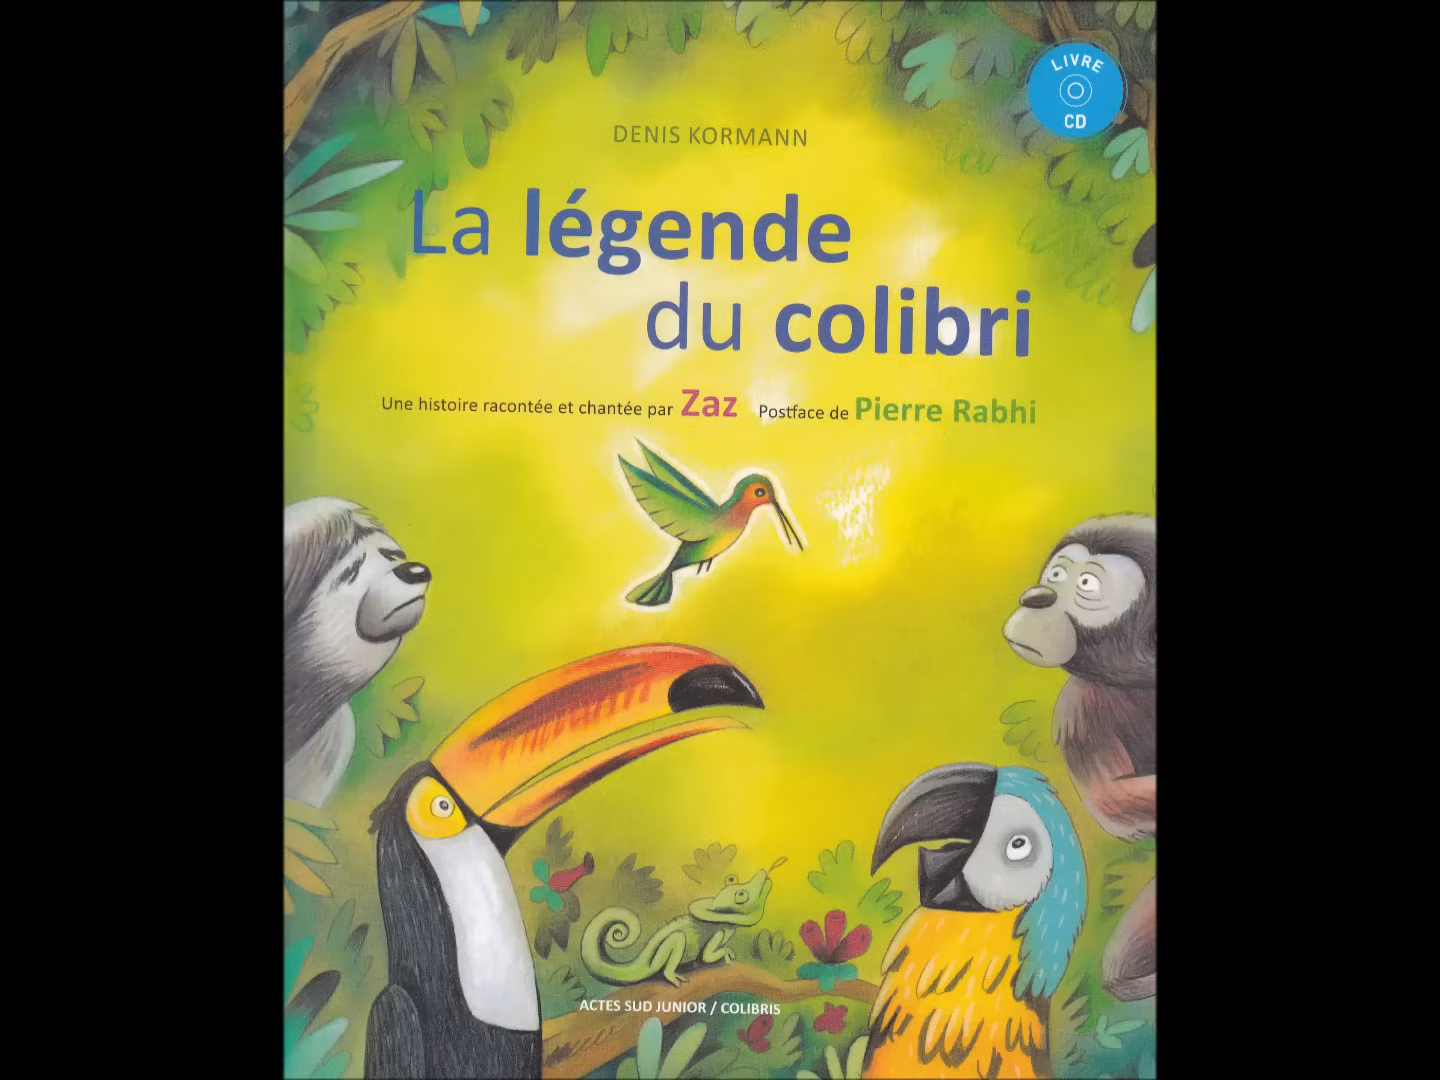 LIVRE
CD
DENIS KORMANN
La légende
du colibri
Une histoire racontée et chantée par Zaz Postface de Pierre Rabhi
ACTES SUD JUNIOR / COLIBRIS